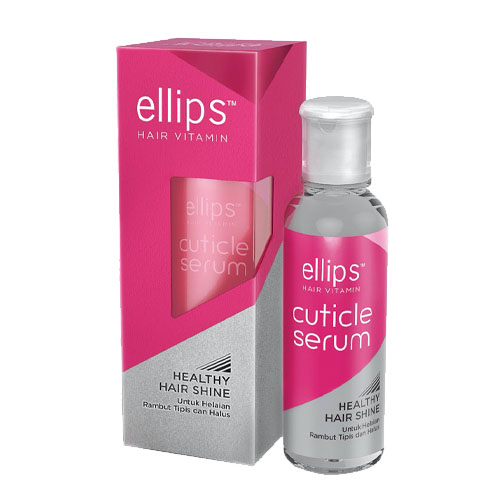 ellips™
HAIR VITAMIN
ellips™
cuticle
serum
HEALTHY
HAIR SHINE
Untuk Helaian
Rambut Tipis dan Halus
ellips™
HAIR VITAMIN
cuticle
serum
HEALTHY
HAIR SHINE
Untuk Helaian
Rambut Tipis dan Halus